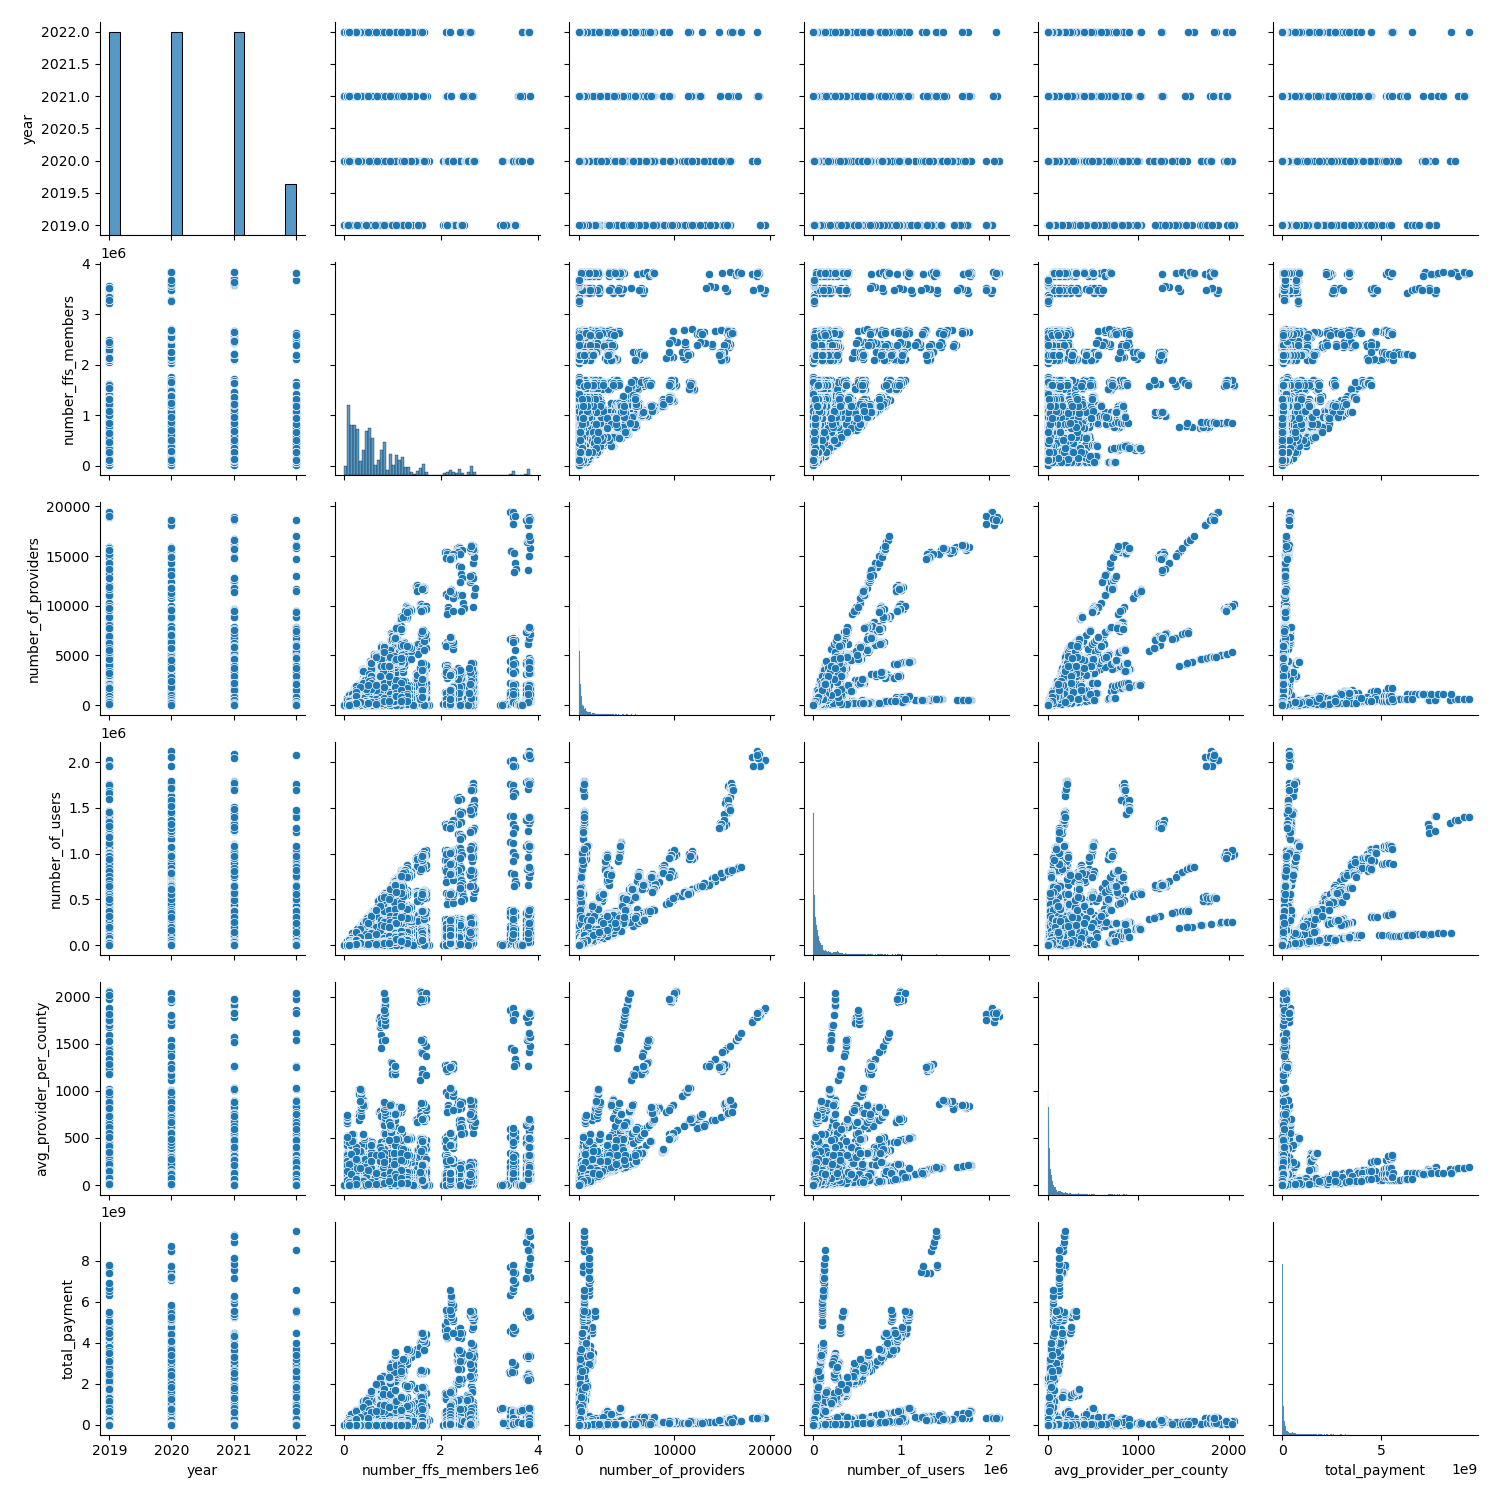 2022.0
2021.5
2021.0
2020.5
2020.0
2019.5
2019.0
year
1e6
4
3
2
1
0
number_ffs_members
20000
15000
10000
5000
0
number_of_providers
1e6
2.0
1.5
1.0
0.5
0.0
number_of_users
2000
1500
1000
500
0
avg_provider_per_county
1e9
8
6
4
2
0
total_payment
2019 2020 2021 2022 0 2 4 0 10000 20000 0 1 2 0 1000 2000 0 5
year number_ffs_members 1e6 number_of_providers number_of_users 1e6 avg_provider_per_county total_payment 1e9